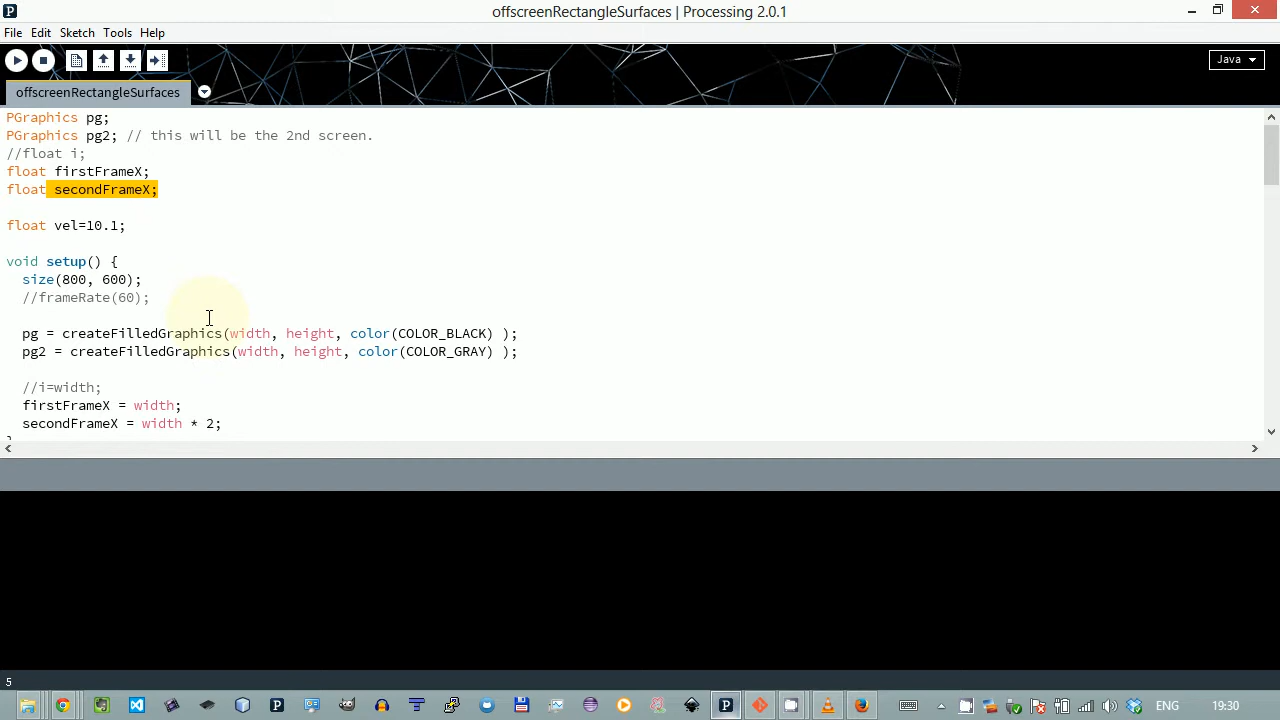 offscreenRectangleSurfaces | Processing 2.0.1
File Edit Sketch Tools Help
Java
offscreenRectangleSurfaces
PGraphics pg;
PGraphics pg2; // this will be the 2nd screen.
//float i;
float firstFrameX;
float secondFrameX;
float vel=10.1;
void setup() {
size(800, 600);
//frameRate(60);
pg = createFilledGraphics(width, height, color(COLOR_BLACK) );
pg2 = createFilledGraphics(width, height, color(COLOR_GRAY) );
//i=width;
firstFrameX = width;
secondFrameX = width * 2;
5
ENG 19:30